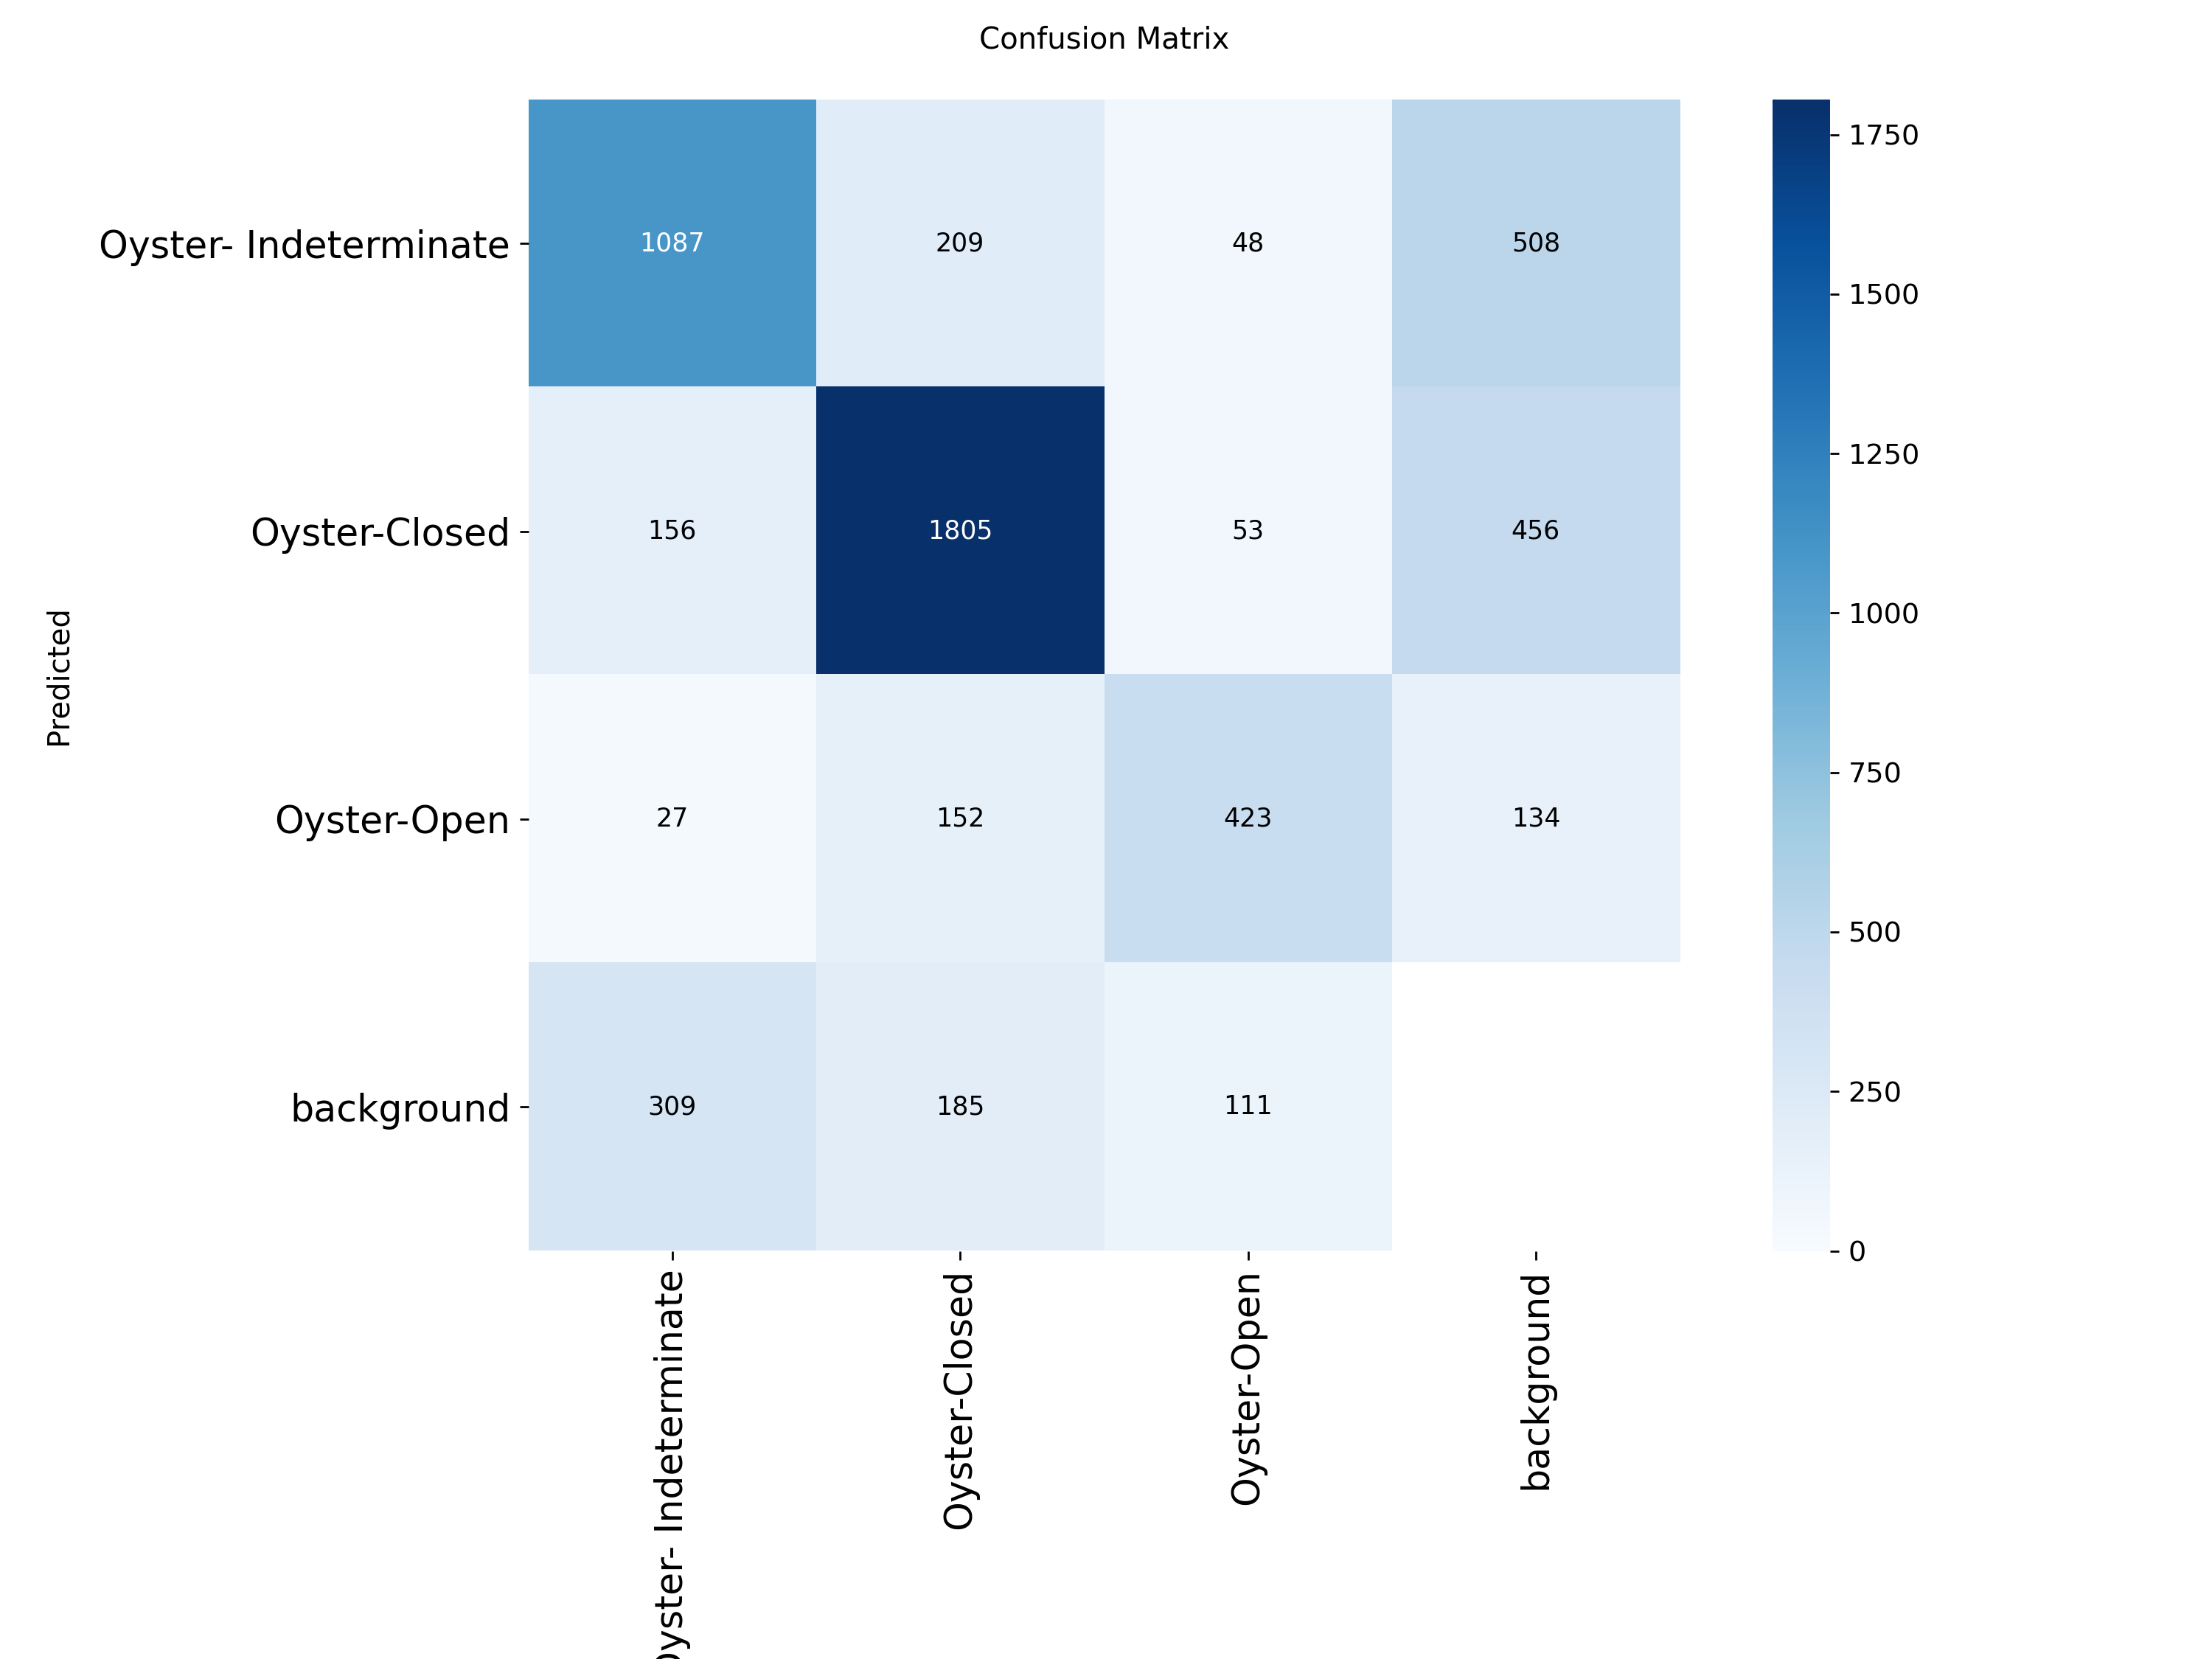 Confusion Matrix
Predicted
Oyster- Indeterminate
1087 209 48 508
Oyster-Closed
156 1805 53 456
Oyster-Open
27 152 423 134
background
309 185 111
Oyster- Indeterminate
Oyster-Closed
Oyster-Open
background
1750
1500
1250
1000
750
500
250
0